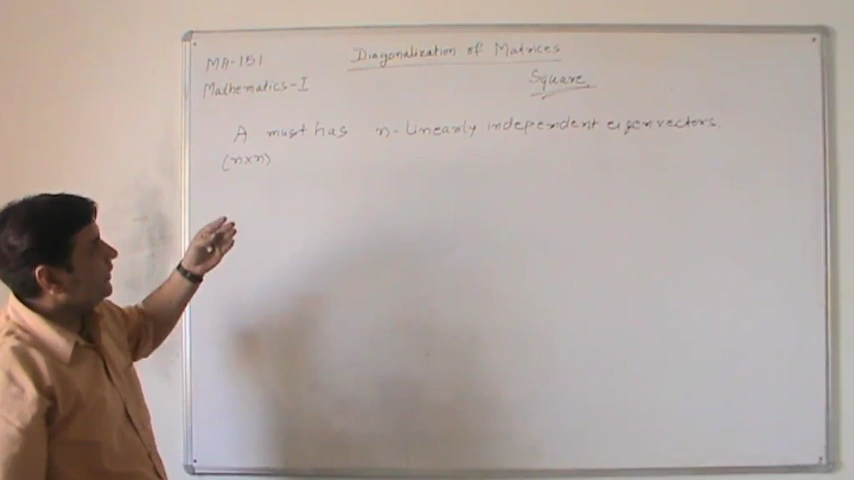 MA-151
Diagonalization of Matrices
Mathematics-I
Square
A must has n-linearly independent eigenvectors.
(n×n)